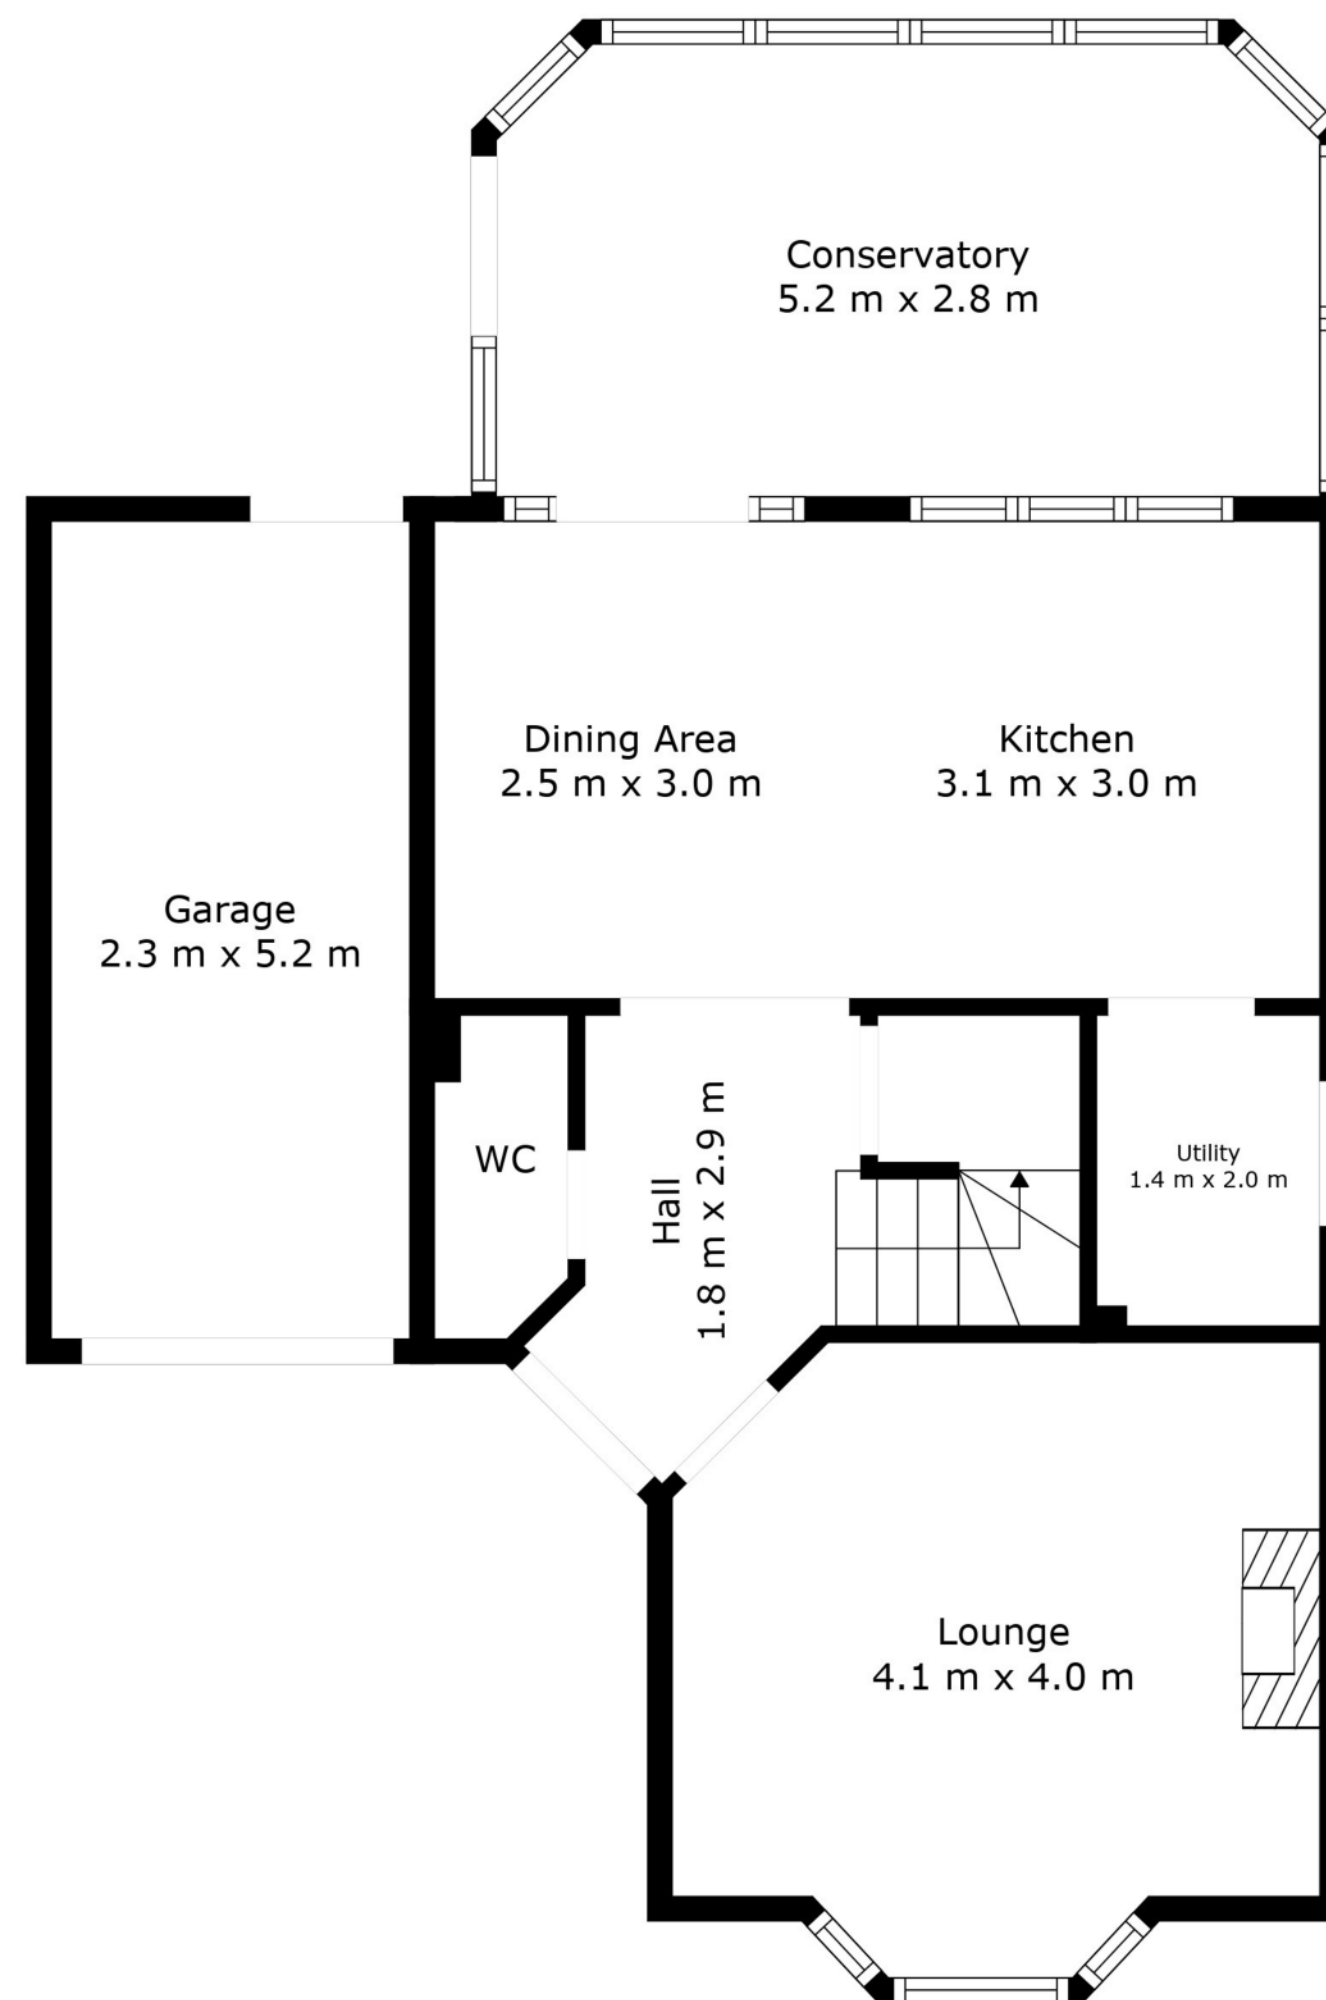 Conservatory
5.2 m x 2.8 m
Dining Area
2.5 m x 3.0 m
Kitchen
3.1 m x 3.0 m
Garage
2.3 m x 5.2 m
WC
Hall
1.8 m x 2.9 m
Utility
1.4 m x 2.0 m
Lounge
4.1 m x 4.0 m